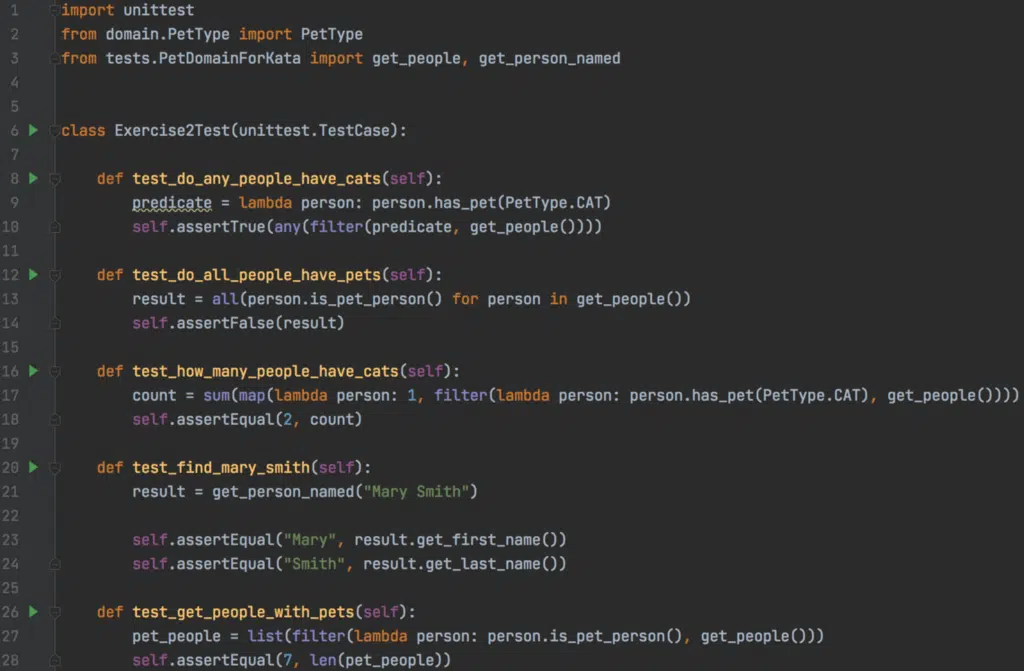 1 import unittest
2 from domain.PetType import PetType
3 from tests.PetDomainForKata import get_people, get_person_named
4
5
6 class Exercise2Test(unittest.TestCase):
7
8     def test_do_any_people_have_cats(self):
9         predicate = lambda person: person.has_pet(PetType.CAT)
10         self.assertTrue(any(filter(predicate, get_people())))
11
12     def test_do_all_people_have_pets(self):
13         result = all(person.is_pet_person() for person in get_people())
14         self.assertFalse(result)
15
16     def test_how_many_people_have_cats(self):
17         count = sum(map(lambda person: 1, filter(lambda person: person.has_pet(PetType.CAT), get_people())))
18         self.assertEqual(2, count)
19
20     def test_find_mary_smith(self):
21         result = get_person_named("Mary Smith")
22
23         self.assertEqual("Mary", result.get_first_name())
24         self.assertEqual("Smith", result.get_last_name())
25
26     def test_get_people_with_pets(self):
27         pet_people = list(filter(lambda person: person.is_pet_person(), get_people()))
28         self.assertEqual(7, len(pet_people))